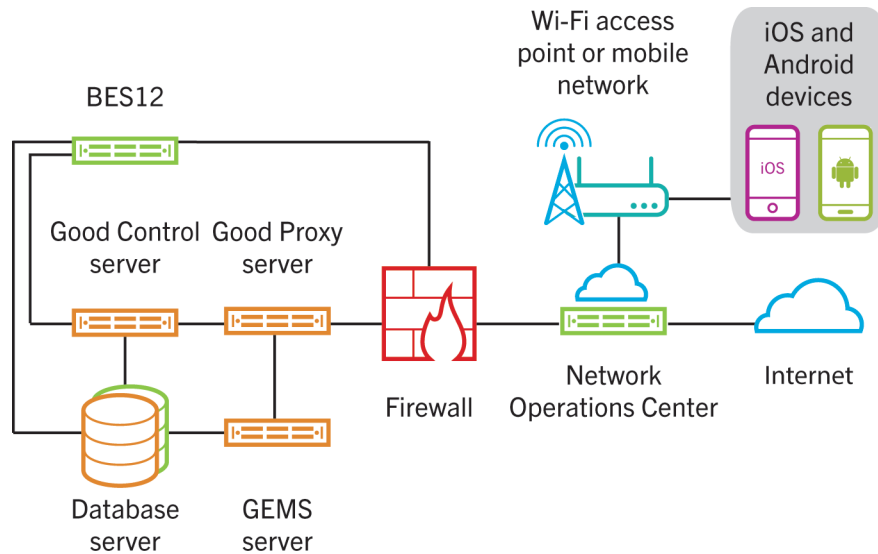 Wi-Fi access
point or mobile
network
iOS and
Android
devices
iOS
BES12
Good Control
server
Good Proxy
server
Firewall
Network
Operations Center
Internet
Database
server
GEMS
server